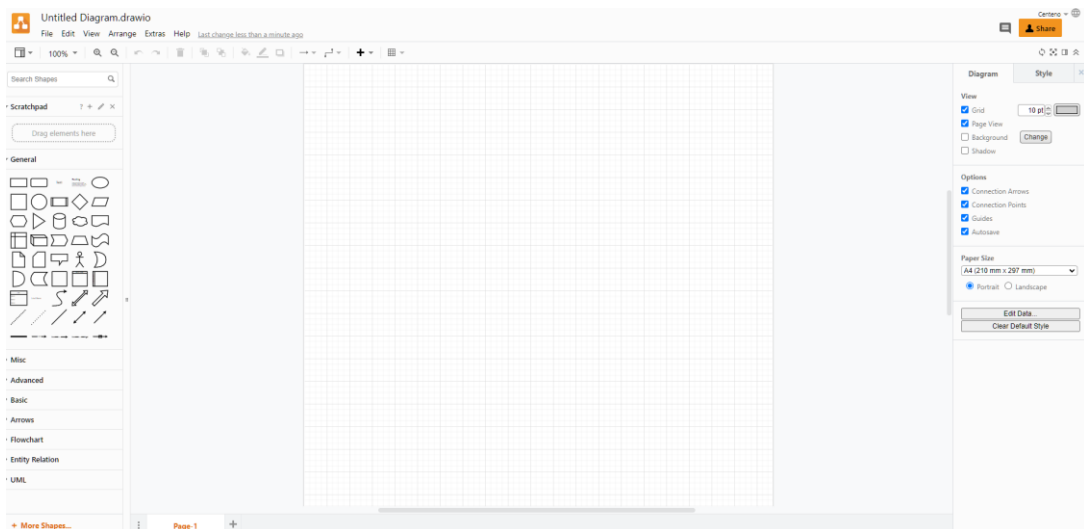 Untitled Diagram.drawio
Centeno
File Edit View Arrange Extras Help Last change less than a minute ago
Share
100%
Search Shapes
Scratchpad ? + ×
Drag elements here
General
Misc
Advanced
Basic
Arrows
Flowchart
Entity Relation
UML
+ More Shapes...
Page-1 +
Diagram Style
View
Grid 10 pt
Page View
Background Change
Shadow
Options
Connection Arrows
Connection Points
Guides
Autosave
Paper Size
A4 (210 mm x 297 mm)
Portrait Landscape
Edit Data...
Clear Default Style